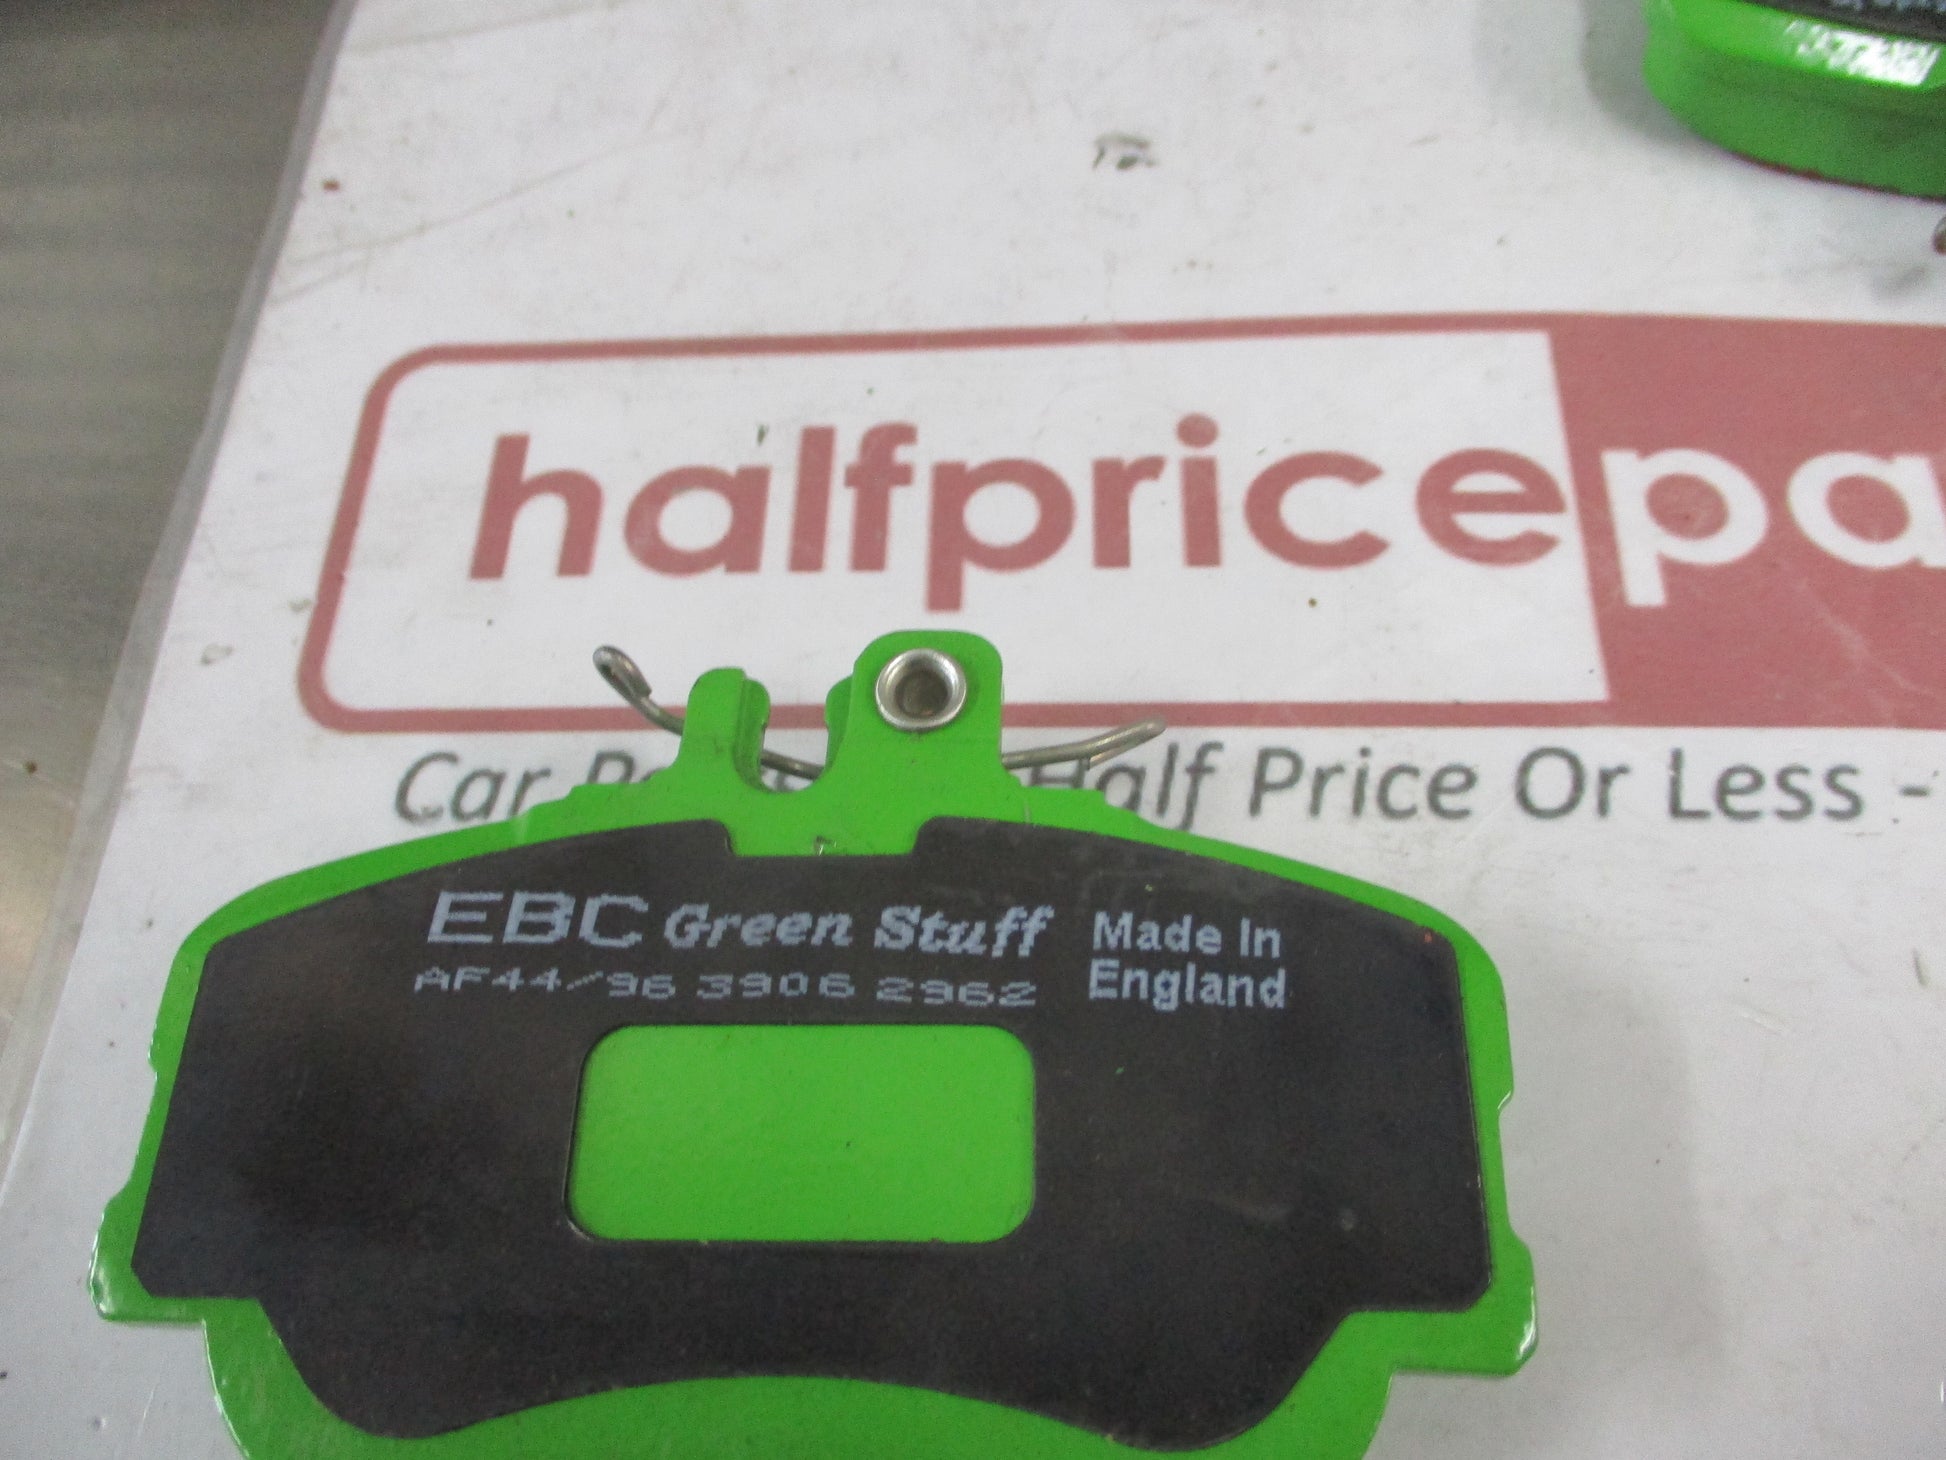 halfpricepa
Car Half Price Or Less -
EBC Green Stuff Made In
AF44/96 3906 2962 England